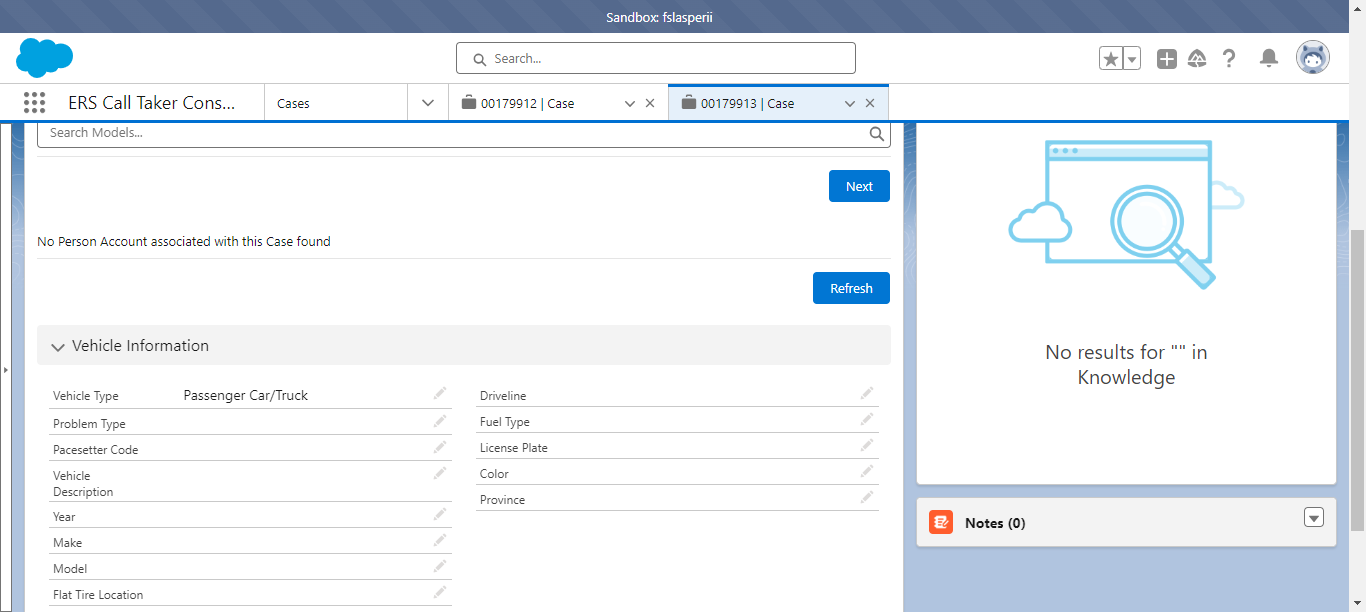 Sandbox: fslasperii
Search...
ERS Call Taker Cons...
Cases
00179912 | Case
00179913 | Case
Search Models...
Next
No Person Account associated with this Case found
Refresh
Vehicle Information
Vehicle Type Passenger Car/Truck
Problem Type
Pacesetter Code
Vehicle
Description
Year
Make
Model
Flat Tire Location
Driveline
Fuel Type
License Plate
Color
Province
No results for "" in
Knowledge
Notes (0)